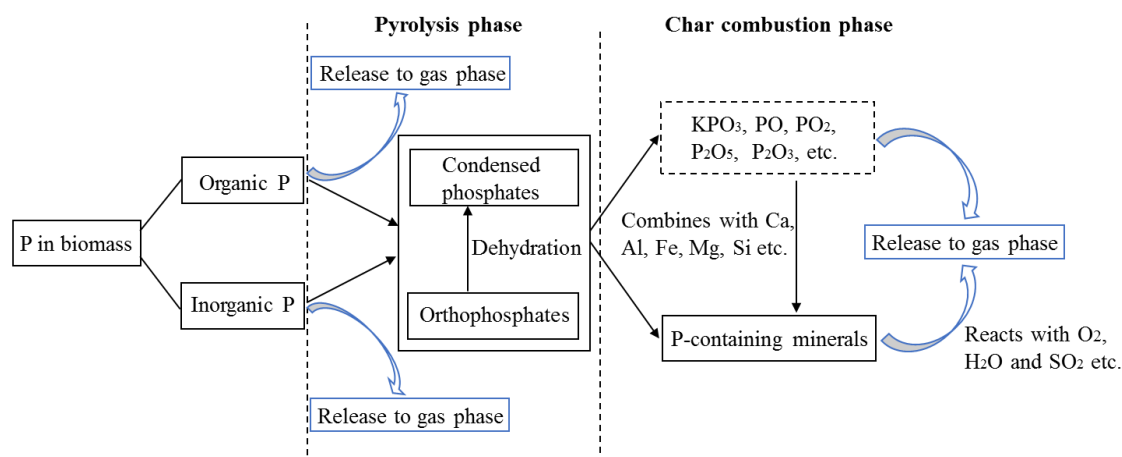 Pyrolysis phase
Char combustion phase
Release to gas phase
KPO₃, PO, PO₂,
P₂O₅, P₂O₃, etc.
Organic P
Condensed
phosphates
P in biomass
Dehydration
Combines with Ca,
Al, Fe, Mg, Si etc.
Release to gas phase
Inorganic P
Orthophosphates
P-containing minerals
Reacts with O₂,
H₂O and SO₂ etc.
Release to gas phase